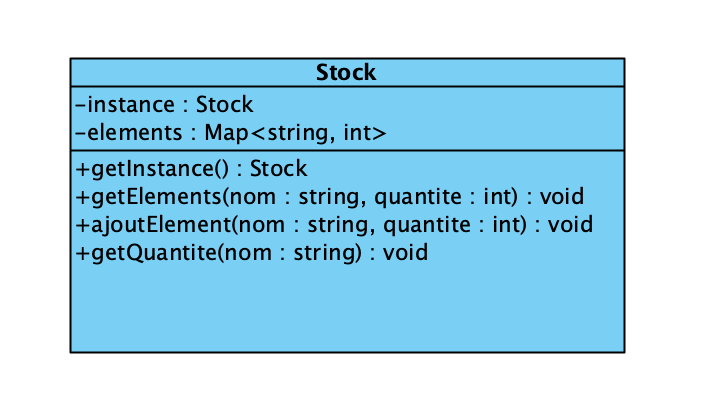 Stock
-instance : Stock
-elements : Map<string, int>
+getInstance() : Stock
+getElements(nom : string, quantite : int) : void
+ajoutElement(nom : string, quantite : int) : void
+getQuantite(nom : string) : void